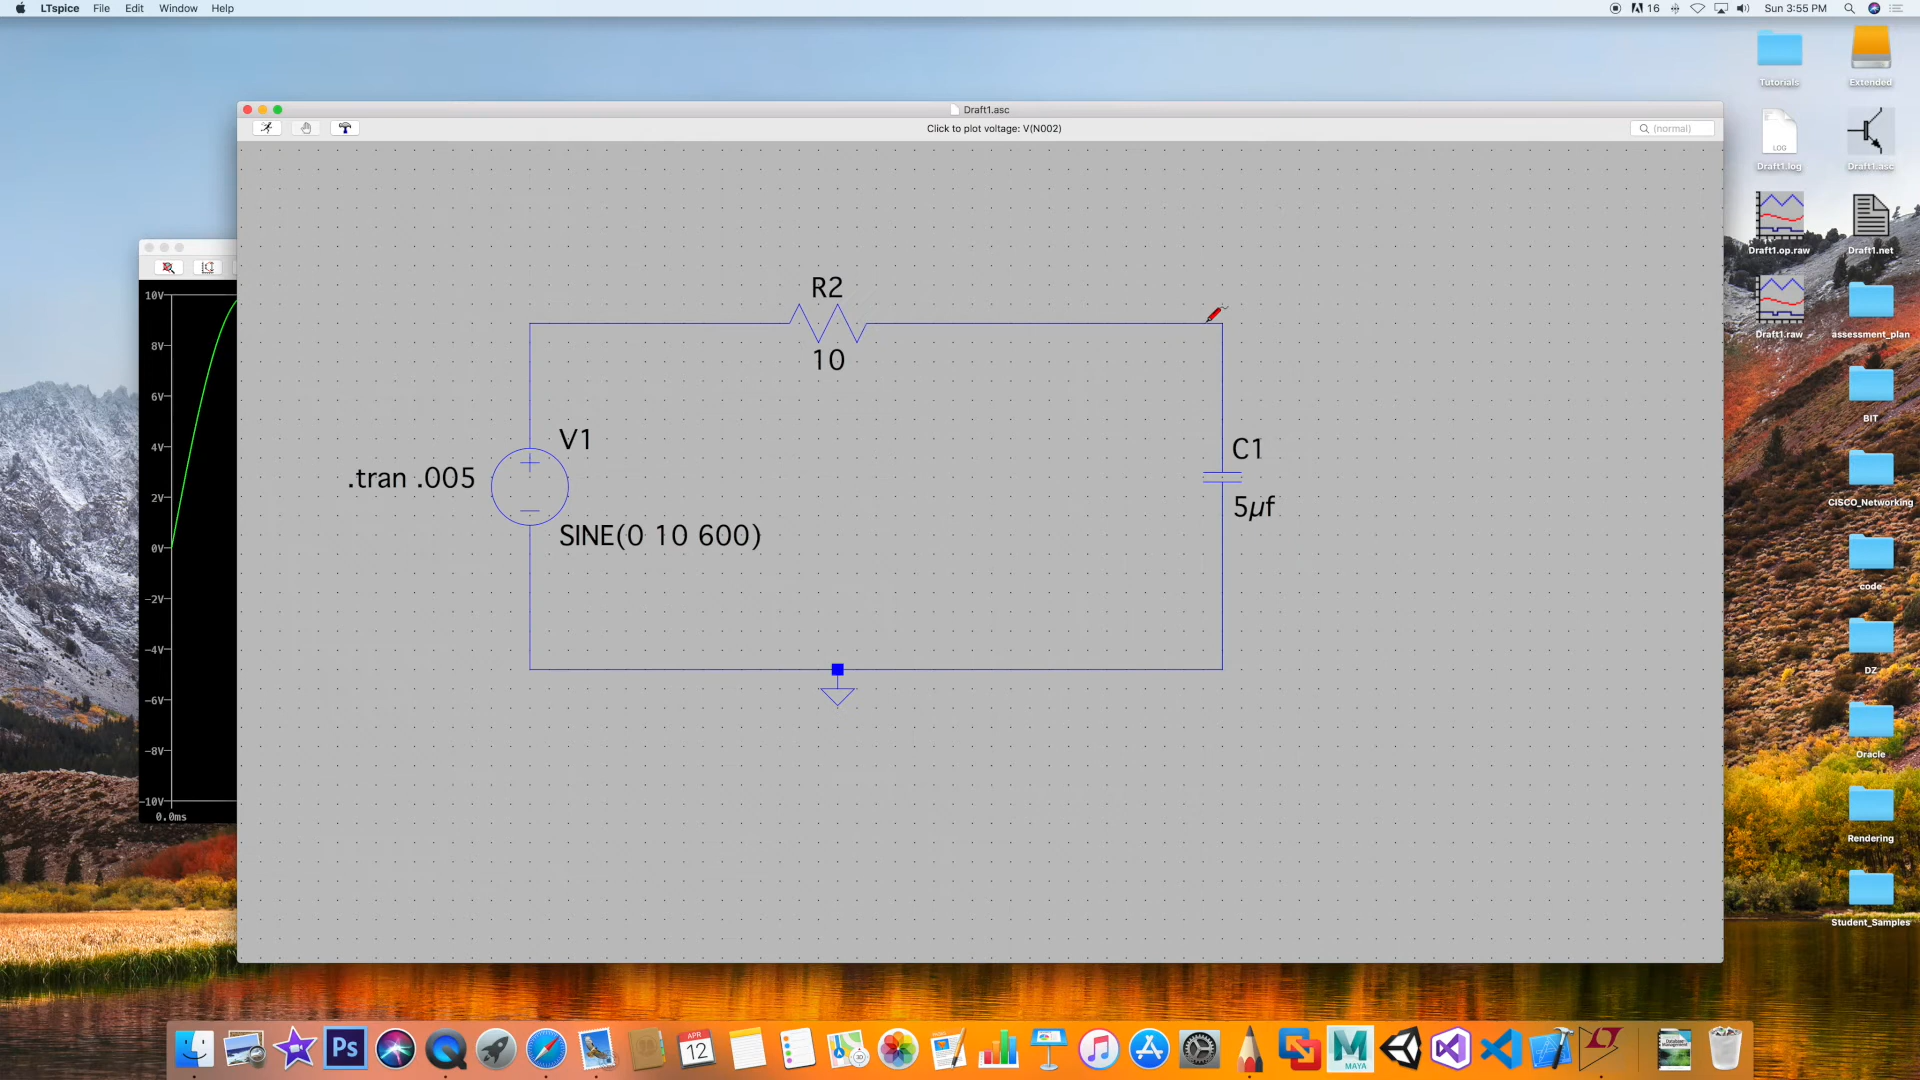 LTspice File Edit Window Help
16 Sun 3:55 PM
Draft1.asc
Click to plot voltage: V(N002)
(normal)
R2
10
V1
.tran .005
SINE(0 10 600)
C1
5µf
10V
8V
6V
4V
2V
0V
-2V
-4V
-6V
-8V
-10V
0.0ms
Tutorials
Extended
LOG
Draft1.log
Draft1.asc
Draft1.op.raw
Draft1.net
Draft1.raw
assessment_plan
BIT
CISCO_Networking
code
DZ
Oracle
Rendering
Student_Samples
Ps
APR
12
MAYA